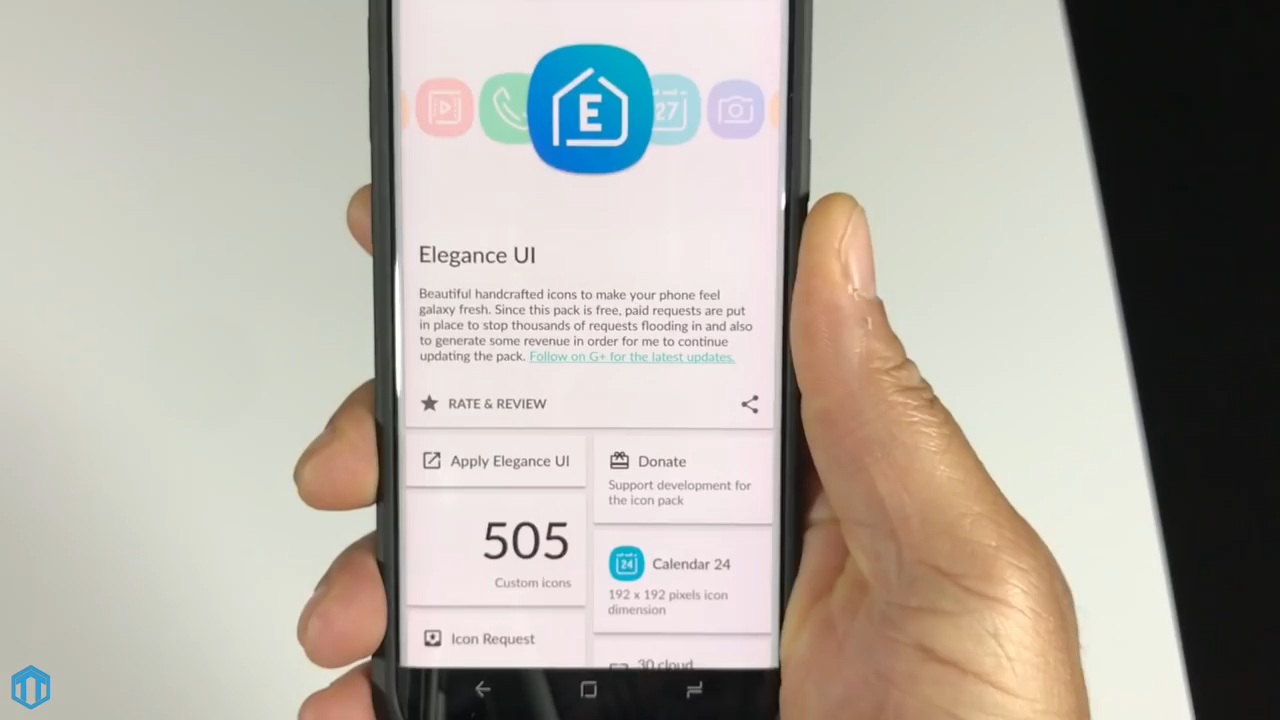 27
E
Elegance UI
Beautiful handcrafted icons to make your phone feel
galaxy fresh. Since this pack is free, paid requests are put
in place to stop thousands of requests flooding in and also
to generate some revenue in order for me to continue
updating the pack. Follow on G+ for the latest updates.
RATE & REVIEW
Apply Elegance UI
505
Custom icons
Icon Request
Donate
Support development for
the icon pack
24
Calendar 24
192 x 192 pixels icon
dimension
30 cloud